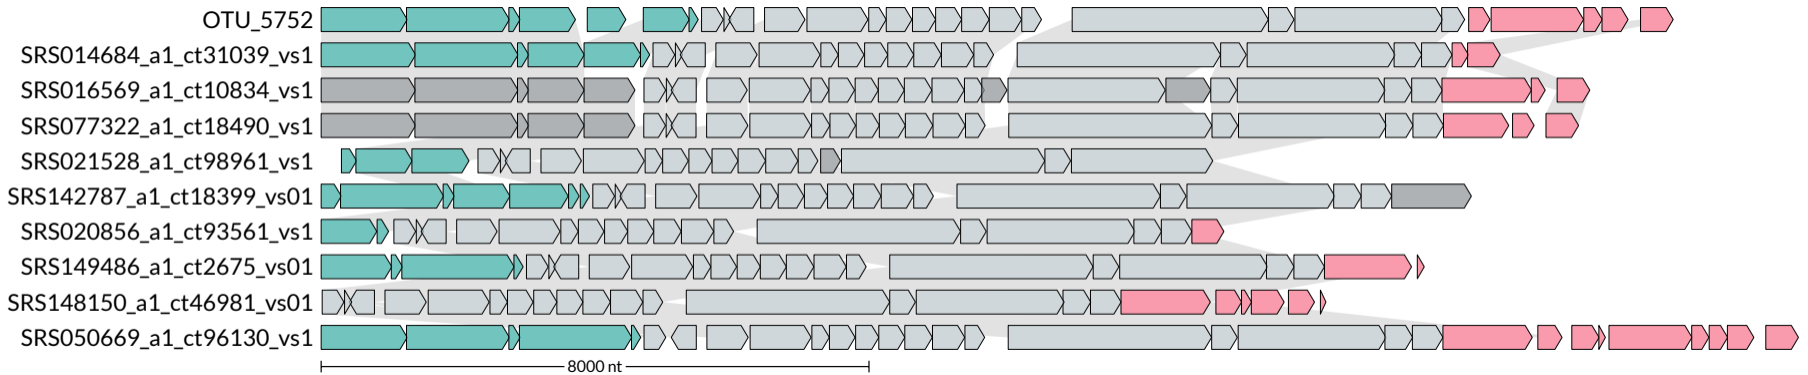 OTU_5752
SRS014684_a1_ct31039_vs1
SRS016569_a1_ct10834_vs1
SRS077322_a1_ct18490_vs1
SRS021528_a1_ct98961_vs1
SRS142787_a1_ct18399_vs01
SRS020856_a1_ct93561_vs1
SRS149486_a1_ct2675_vs01
SRS148150_a1_ct46981_vs01
SRS050669_a1_ct96130_vs1
8000 nt